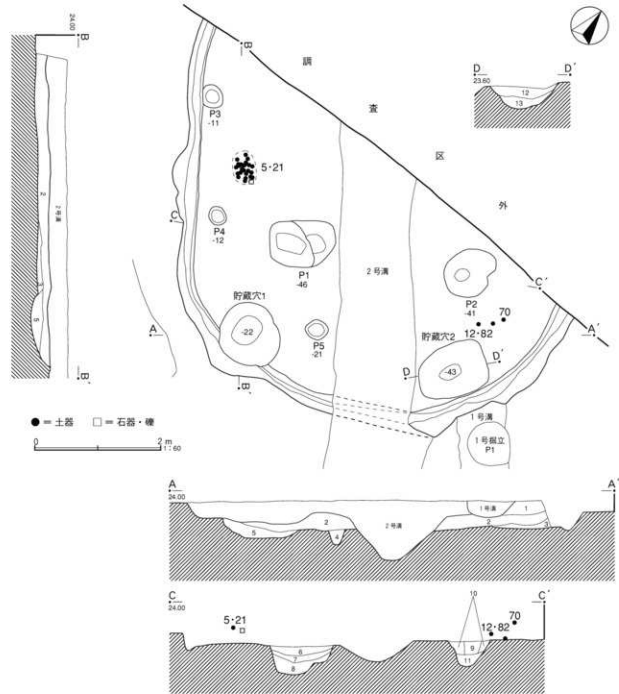 24.00
B
B´
2
2号溝
3
5
調査区外
B
P3
-11
5・21
C
P4
-12
P1
-46
2号溝
P2
-41
C´
70
12・82
A´
貯蔵穴1
-22
P5
-21
貯蔵穴2
-43
D
D´
A
B´
1号溝
1号掘立
P1
D
D´
23.60
12
13
●＝土器 □＝石器・礫
0 2 m
1:60
A
A´
24.00
1号溝
1
2
2
3
5
4
2号溝
C
C´
24.00
5・21
10
70
12・82
6
7
8
9
11